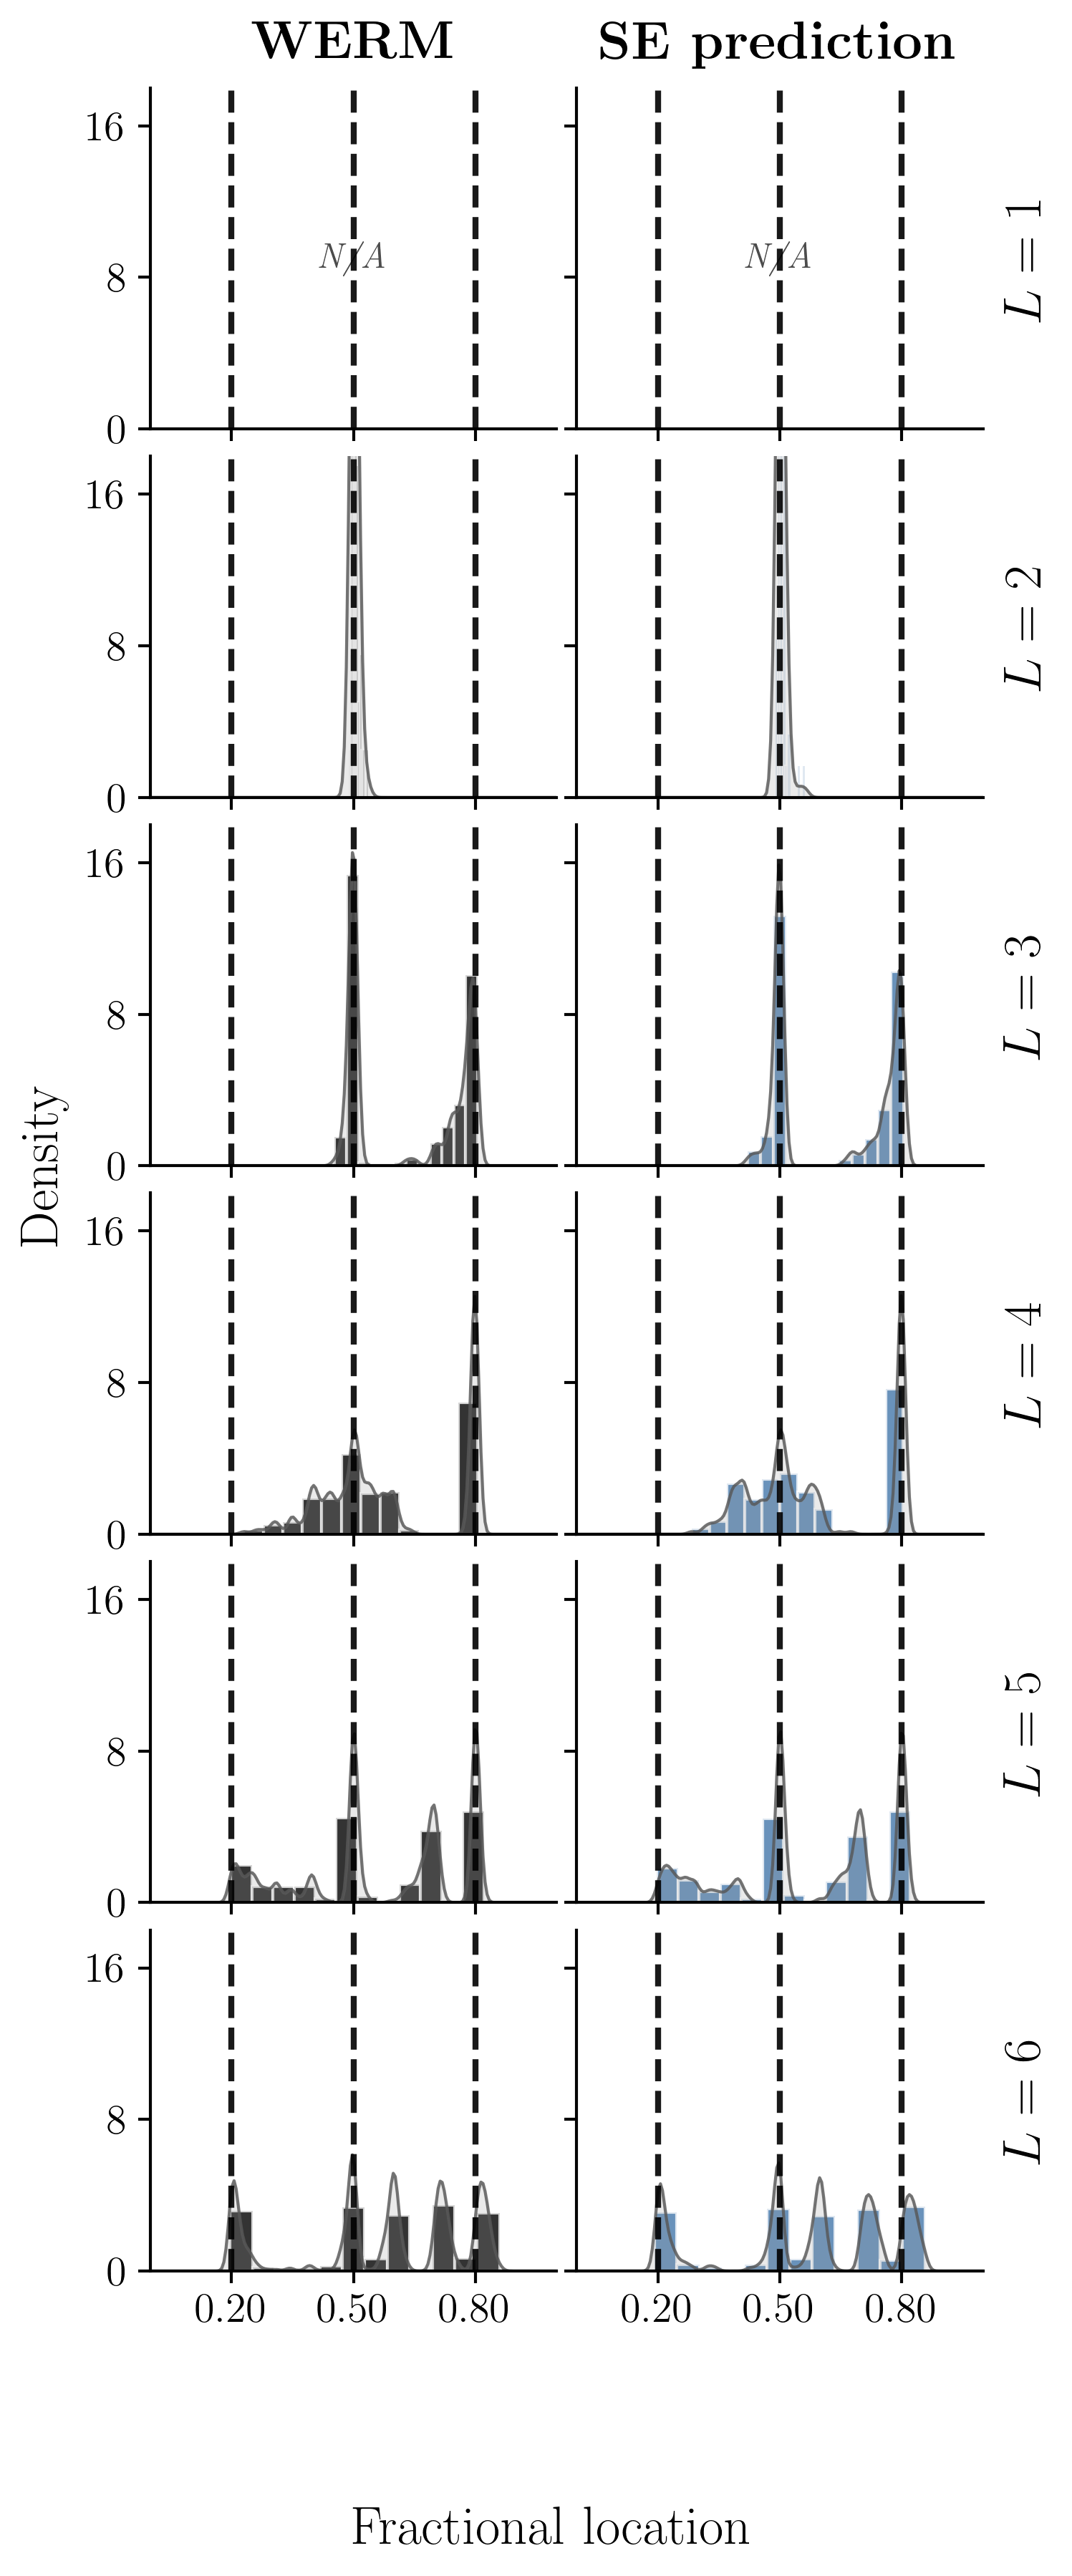 WERM SE prediction
16
8
0
N/A N/A
L = 1
16
8
0
L = 2
16
8
0
L = 3
Density
16
8
0
L = 4
16
8
0
L = 5
16
8
0
L = 6
0.20 0.50 0.80 0.20 0.50 0.80
Fractional location